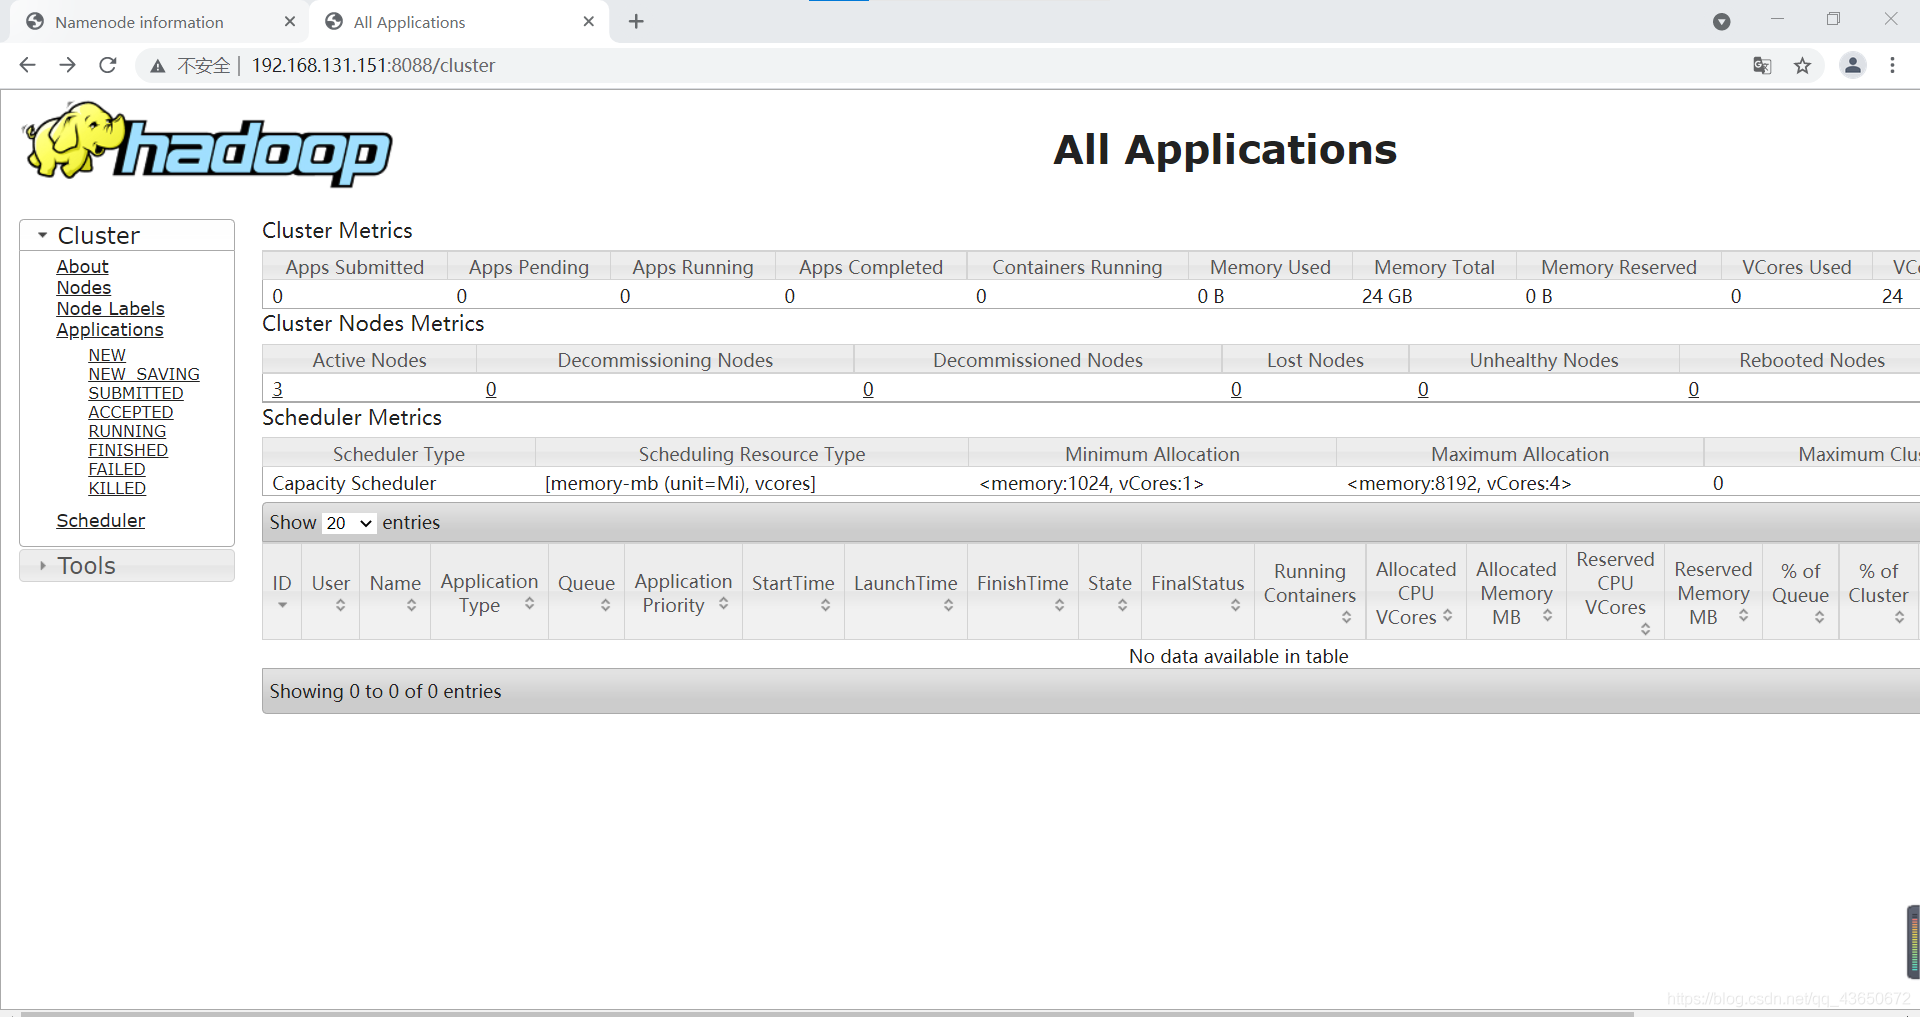 Namenode information
All Applications
不安全 | 192.168.131.151:8088/cluster
hadoop
All Applications
Cluster
About
Nodes
Node Labels
Applications
NEW
NEW_SAVING
SUBMITTED
ACCEPTED
RUNNING
FINISHED
FAILED
KILLED
Scheduler
Tools
Cluster Metrics
Apps Submitted Apps Pending Apps Running Apps Completed Containers Running Memory Used Memory Total Memory Reserved VCores Used VCo
0 0 0 0 0 0 B 24 GB 0 B 0 24
Cluster Nodes Metrics
Active Nodes Decommissioning Nodes Decommissioned Nodes Lost Nodes Unhealthy Nodes Rebooted Nodes
3 0 0 0 0 0
Scheduler Metrics
Scheduler Type Scheduling Resource Type Minimum Allocation Maximum Allocation Maximum Clus
Capacity Scheduler [memory-mb (unit=Mi), vcores] <memory:1024, vCores:1> <memory:8192, vCores:4> 0
Show 20 entries
ID User Name Application Type Queue Application Priority StartTime LaunchTime FinishTime State FinalStatus Running Containers Allocated CPU VCores Allocated Memory MB Reserved CPU VCores Reserved Memory MB % of Queue % of Cluster
No data available in table
Showing 0 to 0 of 0 entries
https://blog.csdn.net/qq_43650672